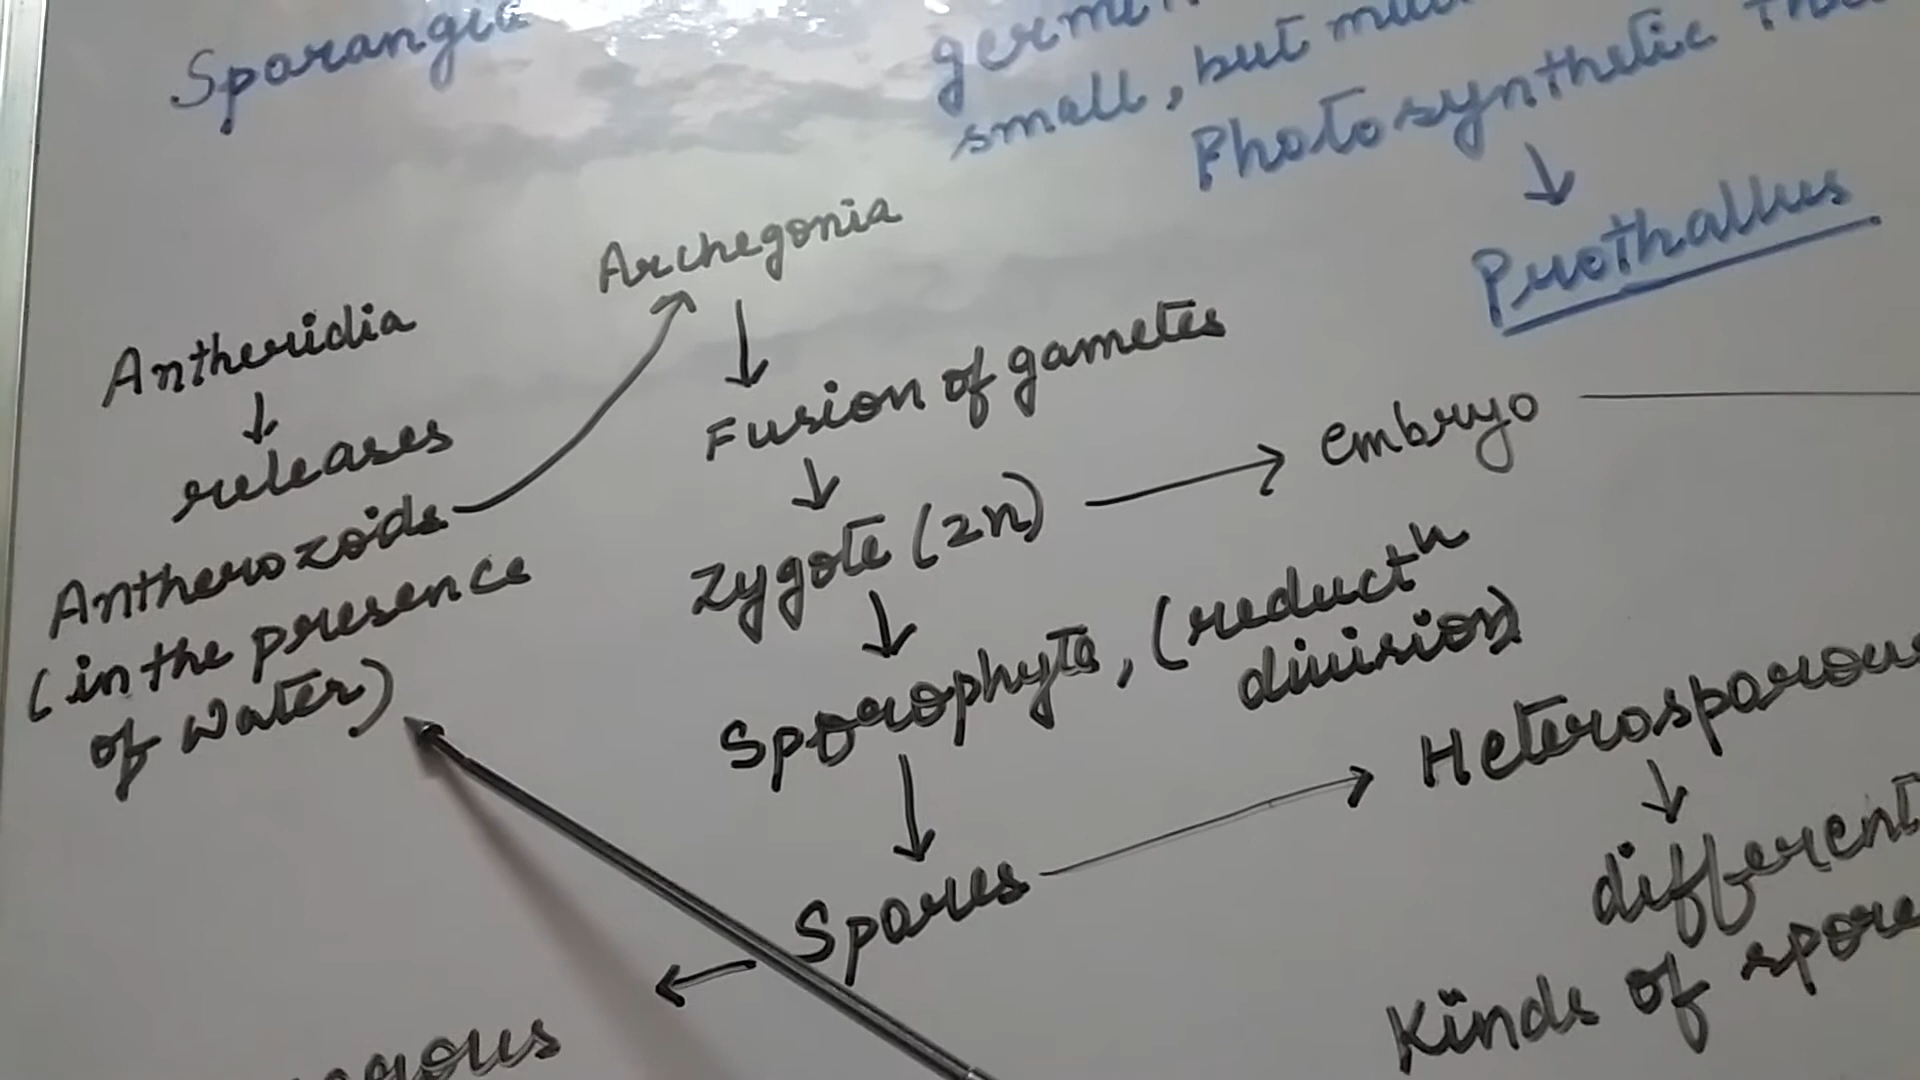 Sporangia
small, but
Photosynthetic
Prothallus
Archegonia
Antheridia
releases
Antherozoids
(in the presence
of water)
Fusion of gametes
Zygote (2n)
embryo
Sporophyte, (reductn
division)
Spores
Heterosporous
different
Kinds of spore